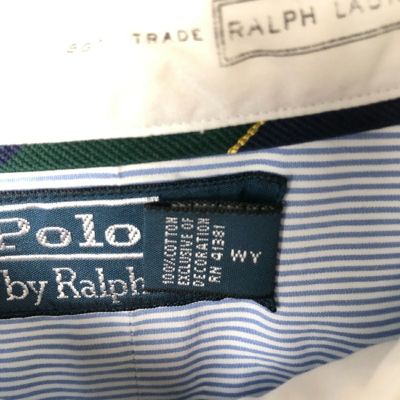 TRADE
RALPH LAU
Polo
by Ralph
100% COTTON
EXCLUSIVE OF
DECORATION
RN 41381
WY